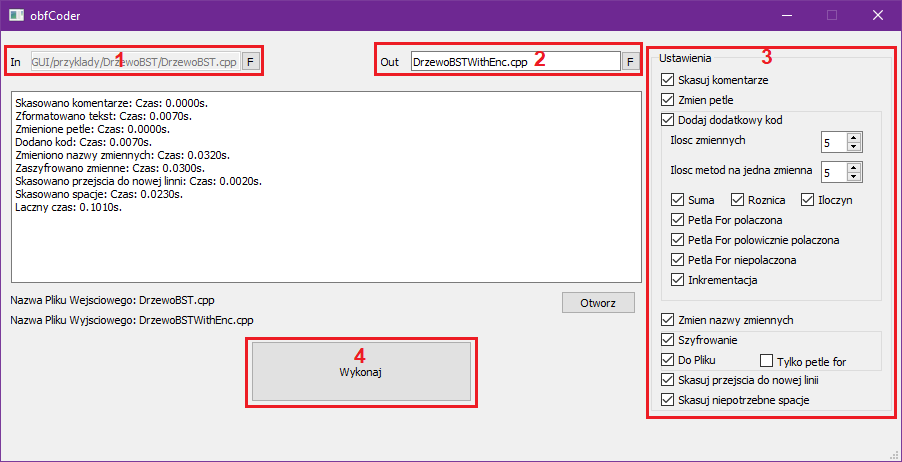 obfCoder
In GUI/przyklady/DrzewoBST/DrzewoBST.cpp F
1
Out DrzewoBSTWithEnc.cpp F
2
Skasowano komentarze: Czas: 0.0000s.
Zformatowano tekst: Czas: 0.0070s.
Zmienione petle: Czas: 0.0000s.
Dodano kod: Czas: 0.0070s.
Zmieniono nazwy zmiennych: Czas: 0.0320s.
Zaszyfrowano zmienne: Czas: 0.0300s.
Skasowano przejscia do nowej linni: Czas: 0.0020s.
Skasowano spacje: Czas: 0.0230s.
Laczny czas: 0.1010s.
Nazwa Pliku Wejsciowego: DrzewoBST.cpp
Nazwa Pliku Wyjsciowego: DrzewoBSTWithEnc.cpp
Otworz
4
Wykonaj
3
Ustawienia
Skasuj komentarze
Zmien petle
Dodaj dodatkowy kod
Ilosc zmiennych 5
Ilosc metod na jedna zmienna 5
Suma Roznica Iloczyn
Petla For polaczona
Petla For polowicznie polaczona
Petla For niepolaczona
Inkrementacja
Zmien nazwy zmiennych
Szyfrowanie
Do Pliku Tylko petle for
Skasuj przejscia do nowej linii
Skasuj niepotrzebne spacje